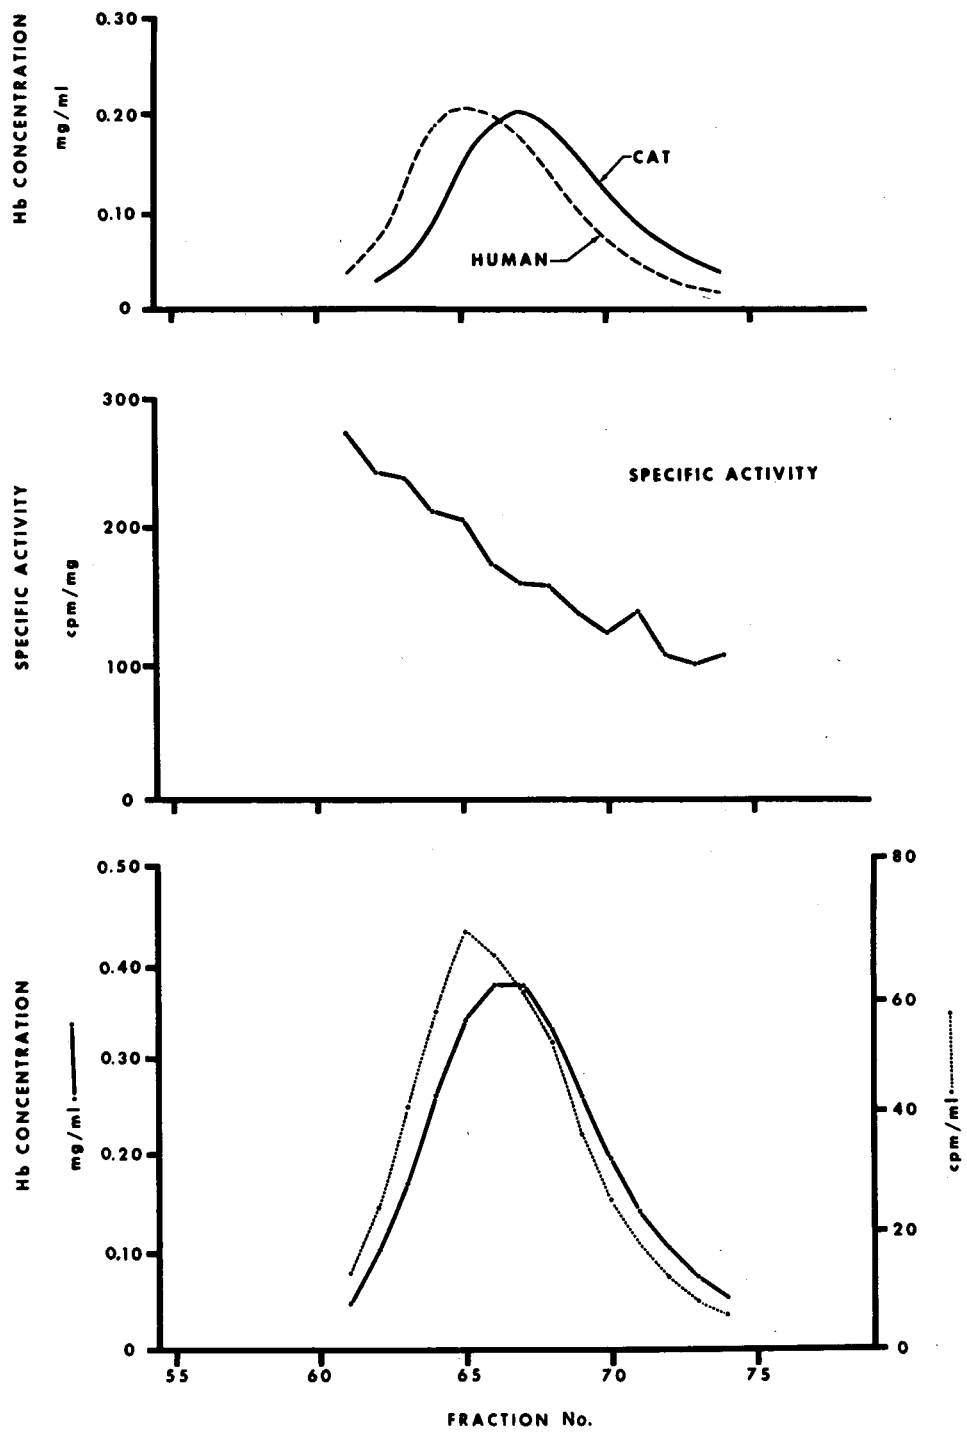 Hb CONCENTRATION
mg/ml
0.30
0.20
0.10
0
CAT
HUMAN
SPECIFIC ACTIVITY
cpm/mg
300
200
100
0
SPECIFIC ACTIVITY
Hb CONCENTRATION
mg/ml
0.50
0.40
0.30
0.20
0.10
0
80
60
40
20
0
cpm/ml
55 60 65 70 75
FRACTION No.